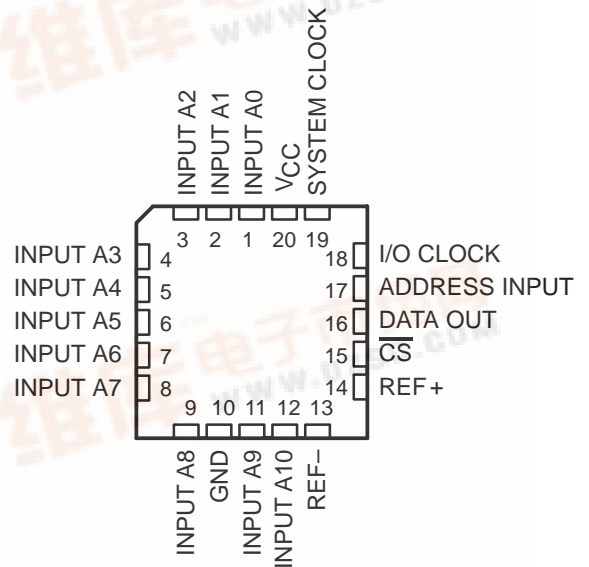 INPUT A2
INPUT A1
INPUT A0
VCC
SYSTEM CLOCK
3 2 1 20 19
INPUT A3 4
INPUT A4 5
INPUT A5 6
INPUT A6 7
INPUT A7 8
18 I/O CLOCK
17 ADDRESS INPUT
16 DATA OUT
15 C̅S̅
14 REF+
9 10 11 12 13
INPUT A8
GND
INPUT A9
INPUT A10
REF–